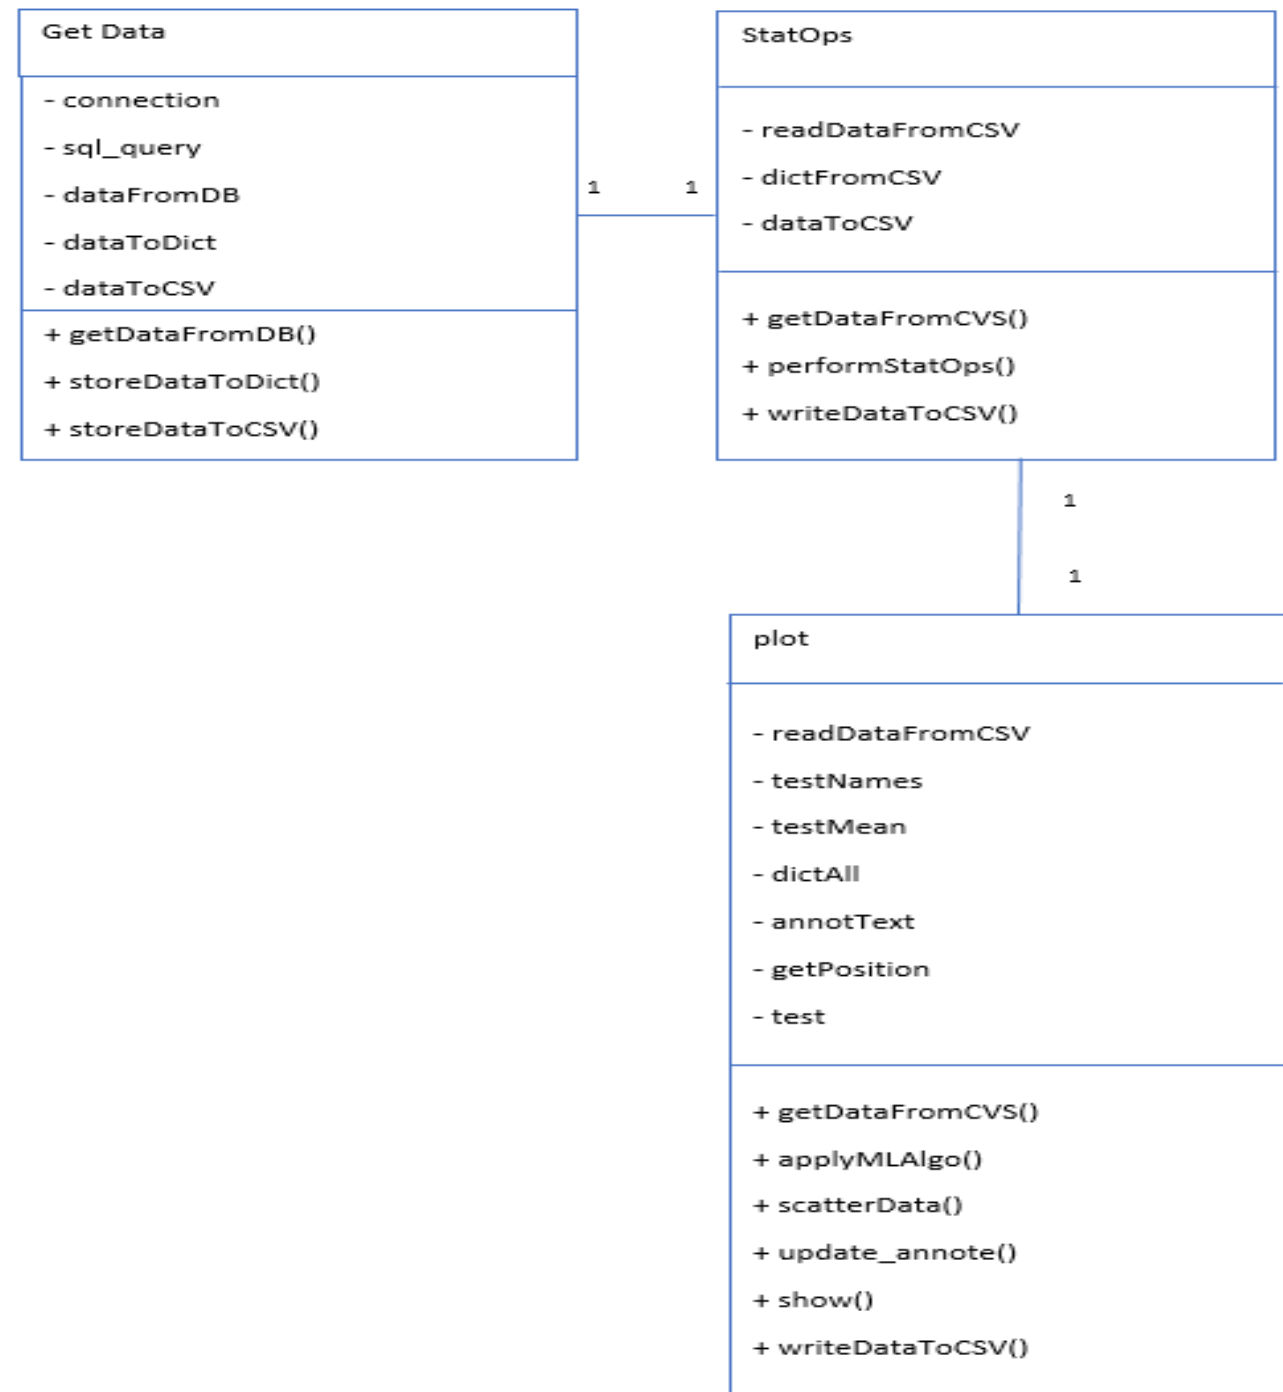 Get Data
- connection
- sql_query
- dataFromDB
- dataToDict
- dataToCSV
+ getDataFromDB()
+ storeDataToDict()
+ storeDataToCSV()
1 1
StatOps
- readDataFromCSV
- dictFromCSV
- dataToCSV
+ getDataFromCVS()
+ performStatOps()
+ writeDataToCSV()
1
1
plot
- readDataFromCSV
- testNames
- testMean
- dictAll
- annotText
- getPosition
- test
+ getDataFromCVS()
+ applyMLAlgo()
+ scatterData()
+ update_annote()
+ show()
+ writeDataToCSV()